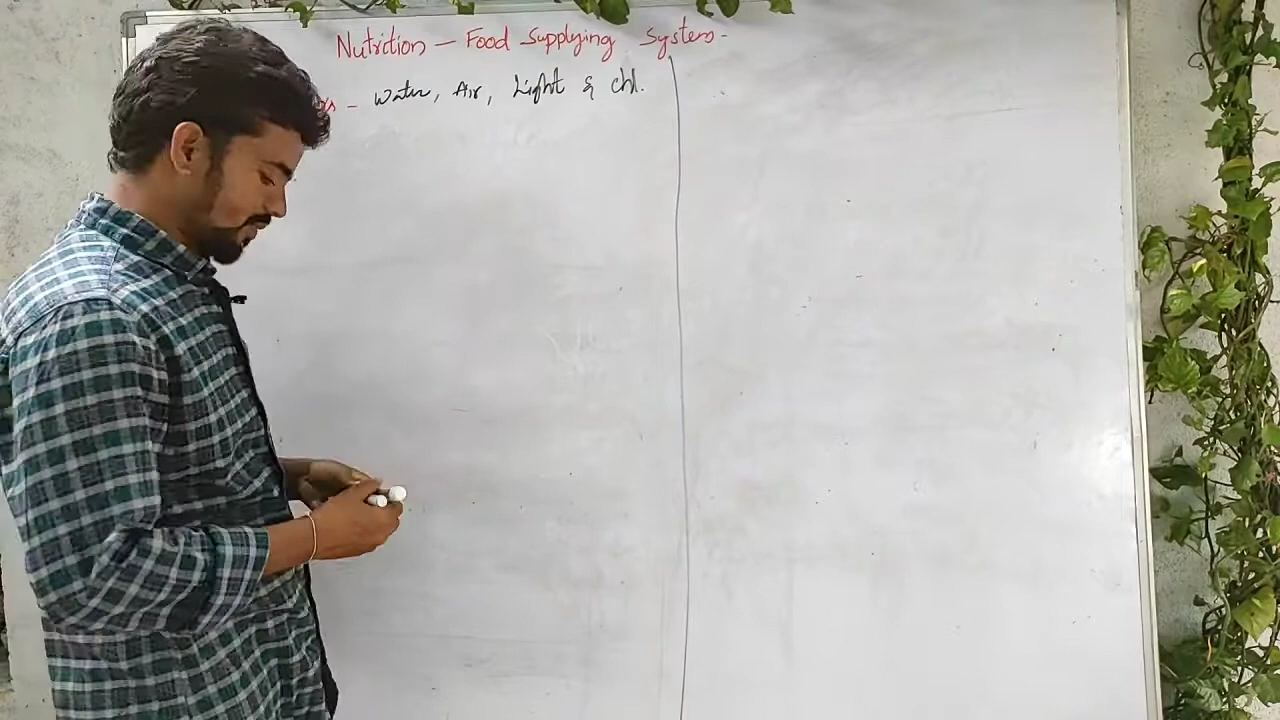 Nutrition - Food Supplying System -
- Water, Air, Light & chl.